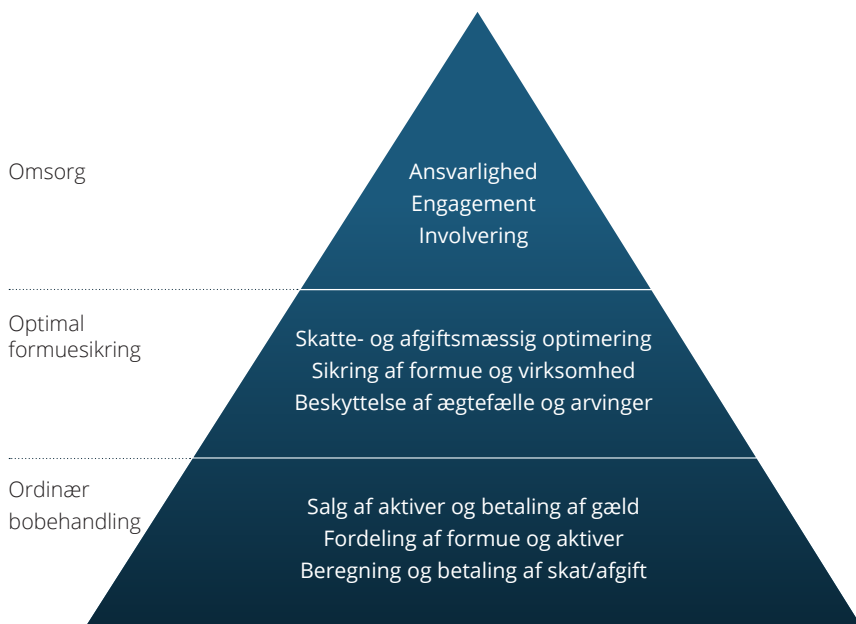 Omsorg
Ansvarlighed
Engagement
Involvering
Optimal
formuesikring
Skatte- og afgiftsmæssig optimering
Sikring af formue og virksomhed
Beskyttelse af ægtefælle og arvinger
Ordinær
bobehandling
Salg af aktiver og betaling af gæld
Fordeling af formue og aktiver
Beregning og betaling af skat/afgift